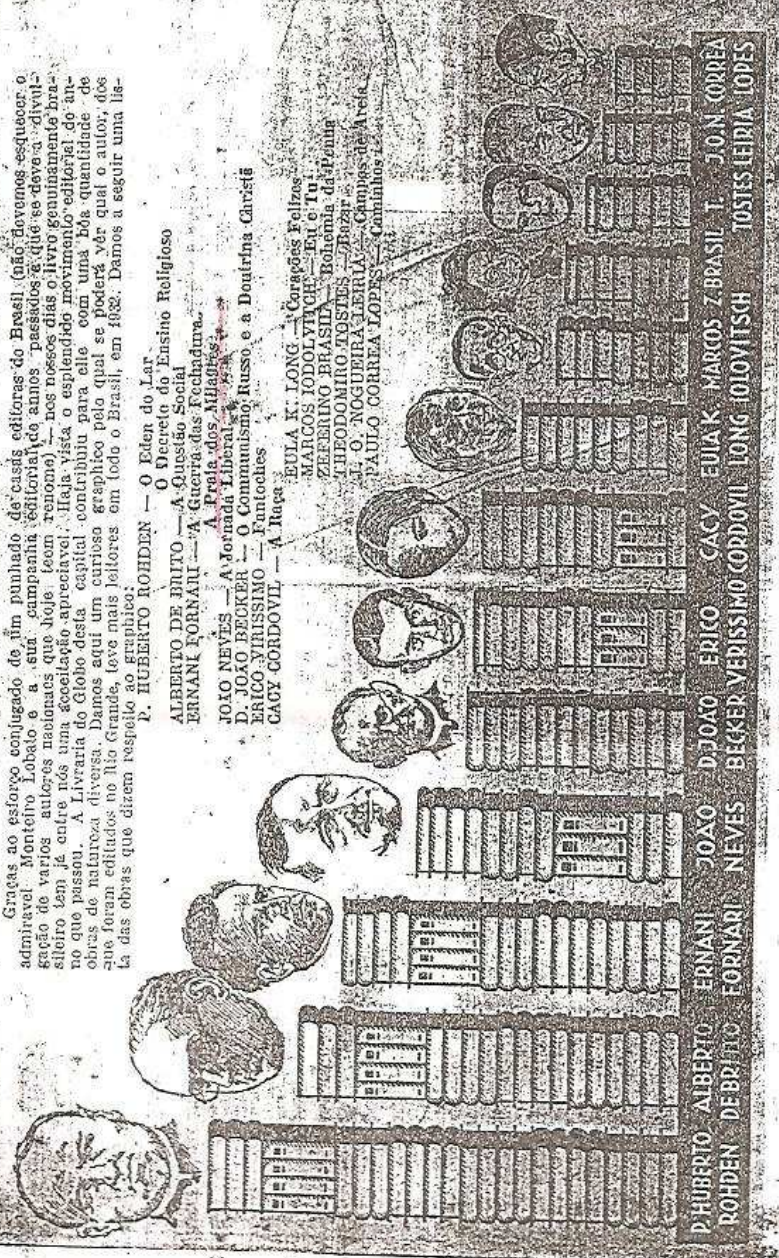 Graças ao esforço conjugado de um punhado de casas editoras do Brasil (não devemos esquecer o
admiravel Monteiro Lobato e a sua campanha editorial de annos passados a que se deve a divul-
gação de varios autores nacionaes que hoje teem renome) — nos nossos dias o livro genuinamente bra-
sileiro tem já entre nós uma acceitação apreciavel. Haja vista o esplendido movimento editorial do an-
no que passou. A Livraria do Globo desta capital contribuiu para elle com uma bôa quantidade de
obras de natureza diversa. Damos aqui um curioso graphico pelo qual se poderá vêr qual o autor, dos
que foram editados no Rio Grande, teve mais leitores em todo o Brasil, em 1932. Damos a seguir uma lis-
ta das obras que dizem respeito ao graphico:
P. HUBERTO ROHDEN — O Eden do Lar
O Decreto do Ensino Religioso
ALBERTO DE BRITO — A Questão Social
ERNANI FORNARI — A Guerra das Fechaduras
A Praia dos Milagres
JOÃO NEVES — A Jornada Liberal
D. JOÃO BECKER — O Communismo Russo e a Doutrina Christã
ERICO VIRISSIMO — Fantoches
CACY CORDOVIL — A Raça
EULA K. LONG — Corações Felizes
MARCOS IODOLVITCH — Eu e Tu
ZEFERINO BRASIL — Bohemia da Penna
THEODOMIRO TOSTES — Bazar
J. O. NOGUEIRA LEIRIA — Campos de Areia
PAULO CORREA LOPES — Caminhos
P. HUBERTO ALBERTO ERNANI JOAO D. JOAO ERICO CACY EULA K. MARCOS Z. BRASIL T. J.O.N. CORREA
ROHDEN DE BRITO FORNARI NEVES BECKER VERISSIMO CORDOVIL LONG IOLOVITSCH TOSTES LEIRIA LOPES